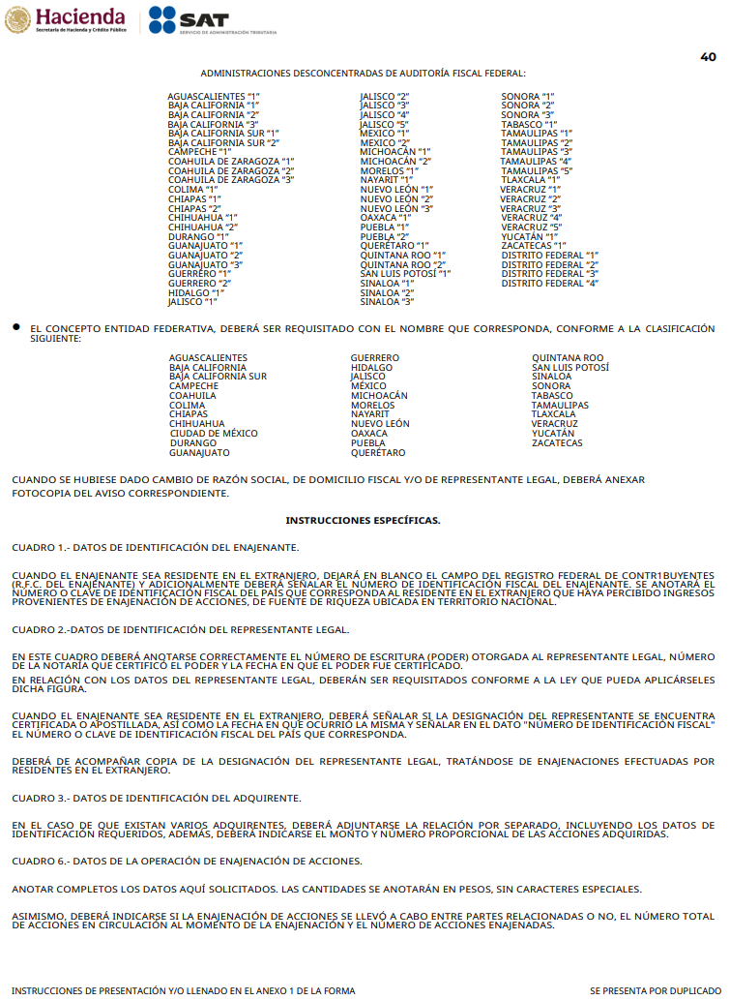 Hacienda
Secretaría de Hacienda y Crédito Público
SAT
SERVICIO DE ADMINISTRACIÓN TRIBUTARIA
40
ADMINISTRACIONES DESCONCENTRADAS DE AUDITORÍA FISCAL FEDERAL:
AGUASCALIENTES "1"
BAJA CALIFORNIA "1"
BAJA CALIFORNIA "2"
BAJA CALIFORNIA "3"
BAJA CALIFORNIA SUR "1"
BAJA CALIFORNIA SUR "2"
CAMPECHE "1"
COAHUILA DE ZARAGOZA "1"
COAHUILA DE ZARAGOZA "2"
COAHUILA DE ZARAGOZA "3"
COLIMA "1"
CHIAPAS "1"
CHIAPAS "2"
CHIHUAHUA "1"
CHIHUAHUA "2"
DURANGO "1"
GUANAJUATO "1"
GUANAJUATO "2"
GUANAJUATO "3"
GUERRERO "1"
GUERRERO "2"
HIDALGO "1"
JALISCO "1"
JALISCO "2"
JALISCO "3"
JALISCO "4"
JALISCO "5"
MÉXICO "1"
MÉXICO "2"
MICHOACÁN "1"
MICHOACÁN "2"
MORELOS "1"
NAYARIT "1"
NUEVO LEÓN "1"
NUEVO LEÓN "2"
NUEVO LEÓN "3"
OAXACA "1"
PUEBLA "1"
PUEBLA "2"
QUERÉTARO "1"
QUINTANA ROO "1"
QUINTANA ROO "2"
SAN LUIS POTOSÍ "1"
SINALOA "1"
SINALOA "2"
SINALOA "3"
SONORA "1"
SONORA "2"
SONORA "3"
TABASCO "1"
TAMAULIPAS "1"
TAMAULIPAS "2"
TAMAULIPAS "3"
TAMAULIPAS "4"
TAMAULIPAS "5"
TLAXCALA "1"
VERACRUZ "1"
VERACRUZ "2"
VERACRUZ "3"
VERACRUZ "4"
VERACRUZ "5"
YUCATÁN "1"
ZACATECAS "1"
DISTRITO FEDERAL "1"
DISTRITO FEDERAL "2"
DISTRITO FEDERAL "3"
DISTRITO FEDERAL "4"
● EL CONCEPTO ENTIDAD FEDERATIVA, DEBERÁ SER REQUISITADO CON EL NOMBRE QUE CORRESPONDA, CONFORME A LA CLASIFICACIÓN
SIGUIENTE:
AGUASCALIENTES
BAJA CALIFORNIA
BAJA CALIFORNIA SUR
CAMPECHE
COAHUILA
COLIMA
CHIAPAS
CHIHUAHUA
CIUDAD DE MÉXICO
DURANGO
GUANAJUATO
GUERRERO
HIDALGO
JALISCO
MÉXICO
MICHOACÁN
MORELOS
NAYARIT
NUEVO LEÓN
OAXACA
PUEBLA
QUERÉTARO
QUINTANA ROO
SAN LUIS POTOSÍ
SINALOA
SONORA
TABASCO
TAMAULIPAS
TLAXCALA
VERACRUZ
YUCATÁN
ZACATECAS
CUANDO SE HUBIESE DADO CAMBIO DE RAZÓN SOCIAL, DE DOMICILIO FISCAL Y/O DE REPRESENTANTE LEGAL, DEBERÁ ANEXAR
FOTOCOPIA DEL AVISO CORRESPONDIENTE.
INSTRUCCIONES ESPECÍFICAS.
CUADRO 1.- DATOS DE IDENTIFICACIÓN DEL ENAJENANTE.
CUANDO EL ENAJENANTE SEA RESIDENTE EN EL EXTRANJERO, DEJARÁ EN BLANCO EL CAMPO DEL REGISTRO FEDERAL DE CONTR1BUYENTES
(R.F.C. DEL ENAJENANTE) Y ADICIONALMENTE DEBERÁ SEÑALAR EL NÚMERO DE IDENTIFICACIÓN FISCAL DEL ENAJENANTE. SE ANOTARÁ EL
NÚMERO O CLAVE DE IDENTIFICACIÓN FISCAL DEL PAÍS QUE CORRESPONDA AL RESIDENTE EN EL EXTRANJERO QUE HAYA PERCIBIDO INGRESOS
PROVENIENTES DE ENAJENACIÓN DE ACCIONES, DE FUENTE DE RIQUEZA UBICADA EN TERRITORIO NACIONAL.
CUADRO 2.-DATOS DE IDENTIFICACIÓN DEL REPRESENTANTE LEGAL.
EN ESTE CUADRO DEBERÁ ANOTARSE CORRECTAMENTE EL NÚMERO DE ESCRITURA (PODER) OTORGADA AL REPRESENTANTE LEGAL, NÚMERO
DE LA NOTARÍA QUE CERTIFICÓ EL PODER Y LA FECHA EN QUE EL PODER FUE CERTIFICADO.
EN RELACIÓN CON LOS DATOS DEL REPRESENTANTE LEGAL, DEBERÁN SER REQUISITADOS CONFORME A LA LEY QUE PUEDA APLICÁRSELES
DICHA FIGURA.
CUANDO EL ENAJENANTE SEA RESIDENTE EN EL EXTRANJERO, DEBERÁ SEÑALAR SI LA DESIGNACIÓN DEL REPRESENTANTE SE ENCUENTRA
CERTIFICADA O APOSTILLADA, ASÍ COMO LA FECHA EN QUE OCURRIÓ LA MISMA Y SEÑALAR EN EL DATO "NÚMERO DE IDENTIFICACIÓN FISCAL"
EL NÚMERO O CLAVE DE IDENTIFICACIÓN FISCAL DEL PAÍS QUE CORRESPONDA.
DEBERÁ DE ACOMPAÑAR COPIA DE LA DESIGNACIÓN DEL REPRESENTANTE LEGAL, TRATÁNDOSE DE ENAJENACIONES EFECTUADAS POR
RESIDENTES EN EL EXTRANJERO.
CUADRO 3.- DATOS DE IDENTIFICACIÓN DEL ADQUIRENTE.
EN EL CASO DE QUE EXISTAN VARIOS ADQUIRENTES, DEBERÁ ADJUNTARSE LA RELACIÓN POR SEPARADO, INCLUYENDO LOS DATOS DE
IDENTIFICACIÓN REQUERIDOS, ADEMÁS, DEBERÁ INDICARSE EL MONTO Y NÚMERO PROPORCIONAL DE LAS ACCIONES ADQUIRIDAS.
CUADRO 6.- DATOS DE LA OPERACIÓN DE ENAJENACIÓN DE ACCIONES.
ANOTAR COMPLETOS LOS DATOS AQUÍ SOLICITADOS. LAS CANTIDADES SE ANOTARÁN EN PESOS, SIN CARACTERES ESPECIALES.
ASIMISMO, DEBERÁ INDICARSE SI LA ENAJENACIÓN DE ACCIONES SE LLEVÓ A CABO ENTRE PARTES RELACIONADAS O NO, EL NÚMERO TOTAL
DE ACCIONES EN CIRCULACIÓN AL MOMENTO DE LA ENAJENACIÓN Y EL NÚMERO DE ACCIONES ENAJENADAS.
INSTRUCCIONES DE PRESENTACIÓN Y/O LLENADO EN EL ANEXO 1 DE LA FORMA
SE PRESENTA POR DUPLICADO